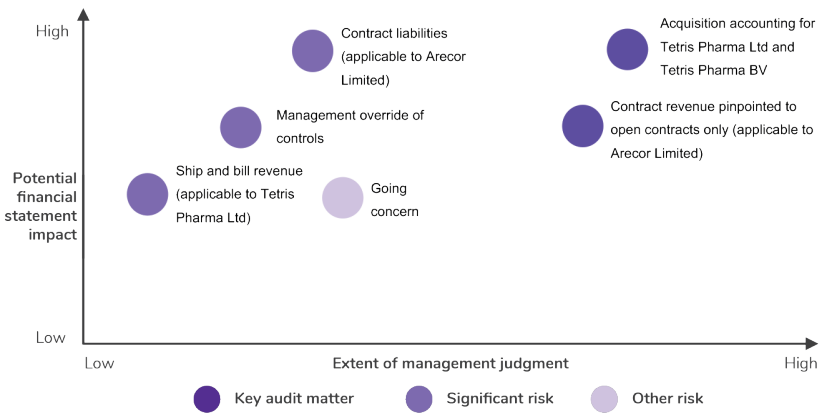 High
Contract liabilities
(applicable to Arecor
Limited)
Acquisition accounting for
Tetris Pharma Ltd and
Tetris Pharma BV
Management override of
controls
Contract revenue pinpointed to
open contracts only (applicable to
Arecor Limited)
Potential
financial
statement
impact
Ship and bill revenue
(applicable to Tetris
Pharma Ltd)
Going
concern
Low
Low
Extent of management judgment
High
Key audit matter
Significant risk
Other risk